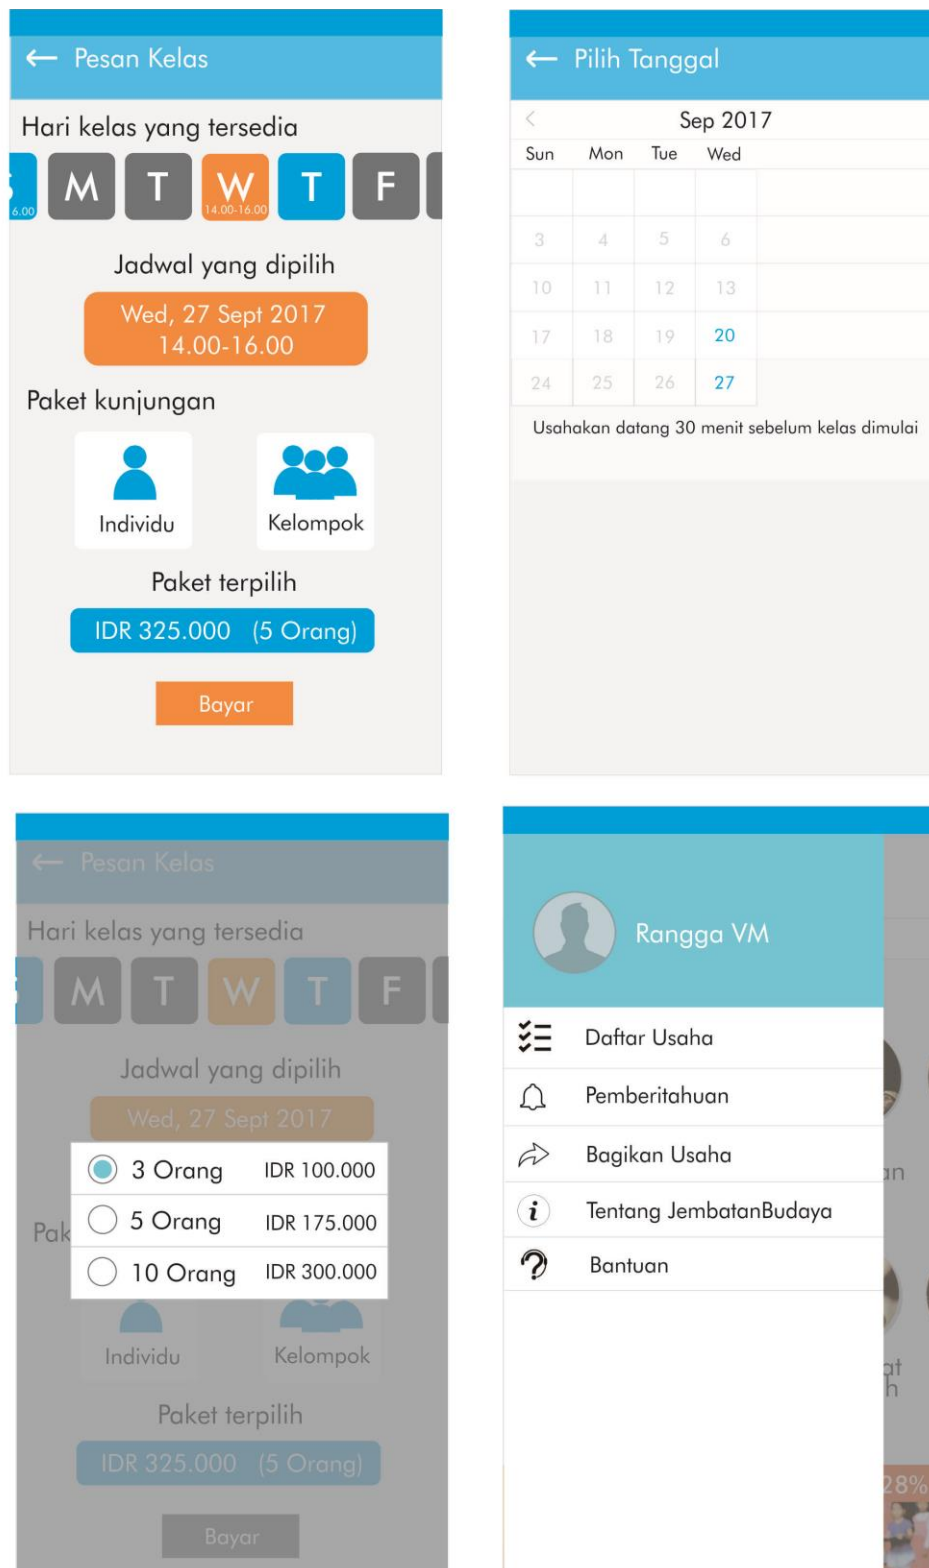 ← Pesan Kelas
Hari kelas yang tersedia
S M T W T F
6.00 14.00-16.00
Jadwal yang dipilih
Wed, 27 Sept 2017
14.00-16.00
Paket kunjungan
Individu Kelompok
Paket terpilih
IDR 325.000 (5 Orang)
Bayar
← Pilih Tanggal
< Sep 2017
Sun Mon Tue Wed
3 4 5 6
10 11 12 13
17 18 19 20
24 25 26 27
Usahakan datang 30 menit sebelum kelas dimulai
← Pesan Kelas
Hari kelas yang tersedia
S M T W T F
Jadwal yang dipilih
Wed, 27 Sept 2017
3 Orang IDR 100.000
5 Orang IDR 175.000
Pak
10 Orang IDR 300.000
Individu Kelompok
Paket terpilih
IDR 325.000 (5 Orang)
Bayar
Rangga VM
Daftar Usaha
Pemberitahuan
Bagikan Usaha
an
Tentang JembatanBudaya
Bantuan
at
h
28%